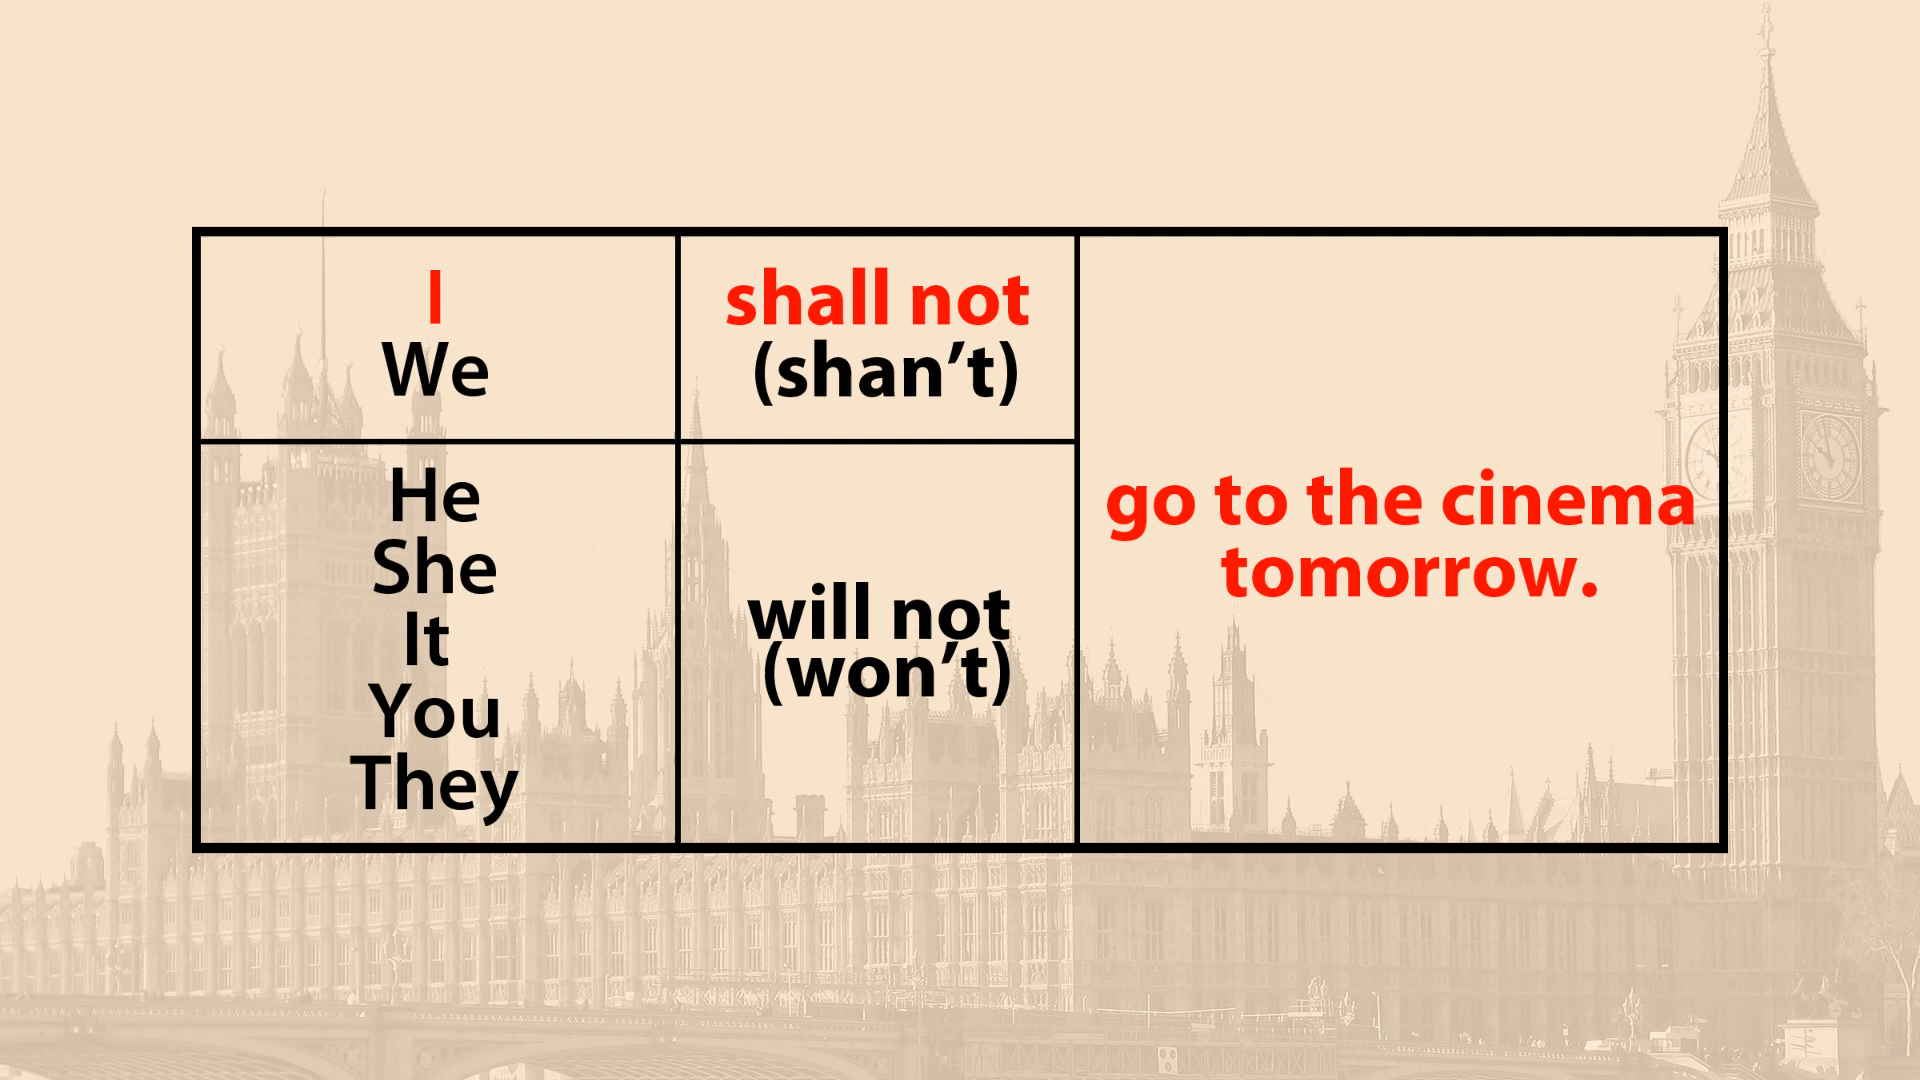 I
We
shall not
(shan’t)
He
She
It
You
They
will not
(won’t)
go to the cinema
tomorrow.